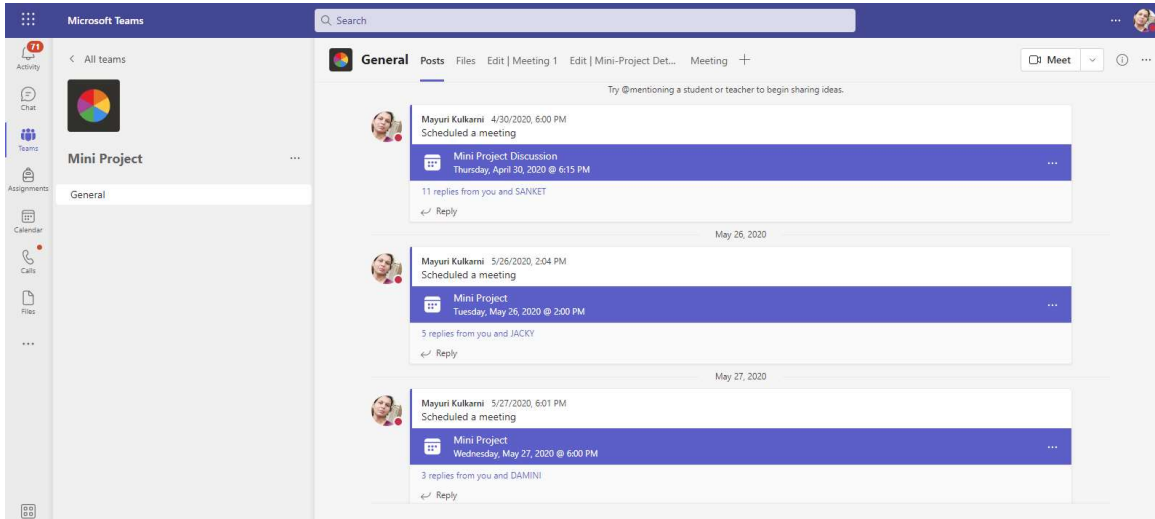 Microsoft Teams
Search
71
Activity
Chat
Teams
Assignments
Calendar
Calls
Files
All teams
Mini Project
General
General Posts Files Edit | Meeting 1 Edit | Mini-Project Det... Meeting
Meet
Try @mentioning a student or teacher to begin sharing ideas.
Mayuri Kulkarni 4/30/2020, 6:00 PM
Scheduled a meeting
Mini Project Discussion
Thursday, April 30, 2020 @ 6:15 PM
11 replies from you and SANKET
Reply
May 26, 2020
Mayuri Kulkarni 5/26/2020, 2:04 PM
Scheduled a meeting
Mini Project
Tuesday, May 26, 2020 @ 2:00 PM
5 replies from you and JACKY
Reply
May 27, 2020
Mayuri Kulkarni 5/27/2020, 6:01 PM
Scheduled a meeting
Mini Project
Wednesday, May 27, 2020 @ 6:00 PM
3 replies from you and DAMINI
Reply